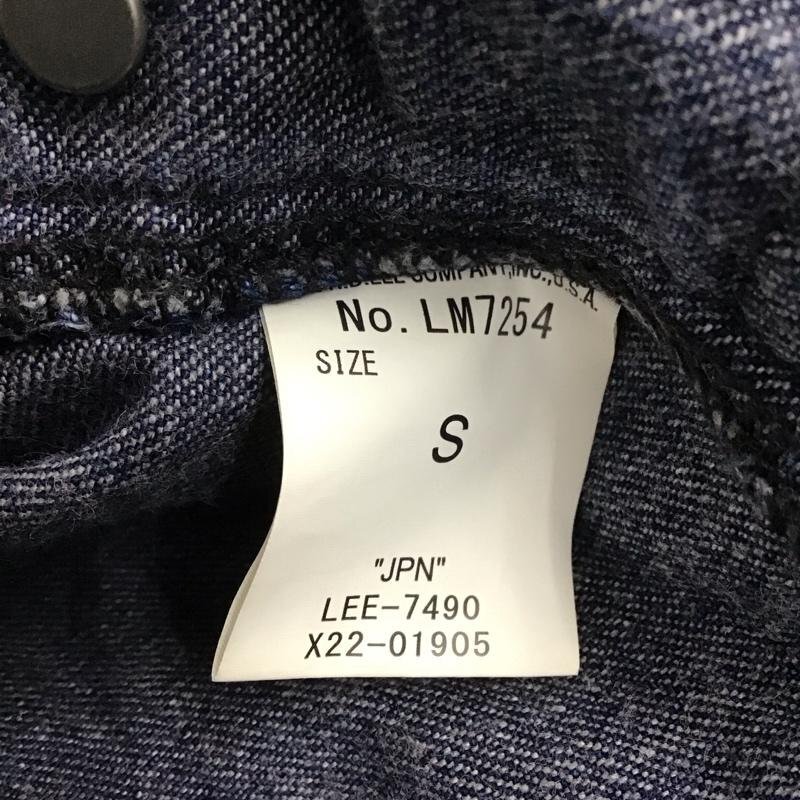 LEE COMPANY,INC.,U.S.A.
No. LM7254
SIZE
S
"JPN"
LEE-7490
X22-01905